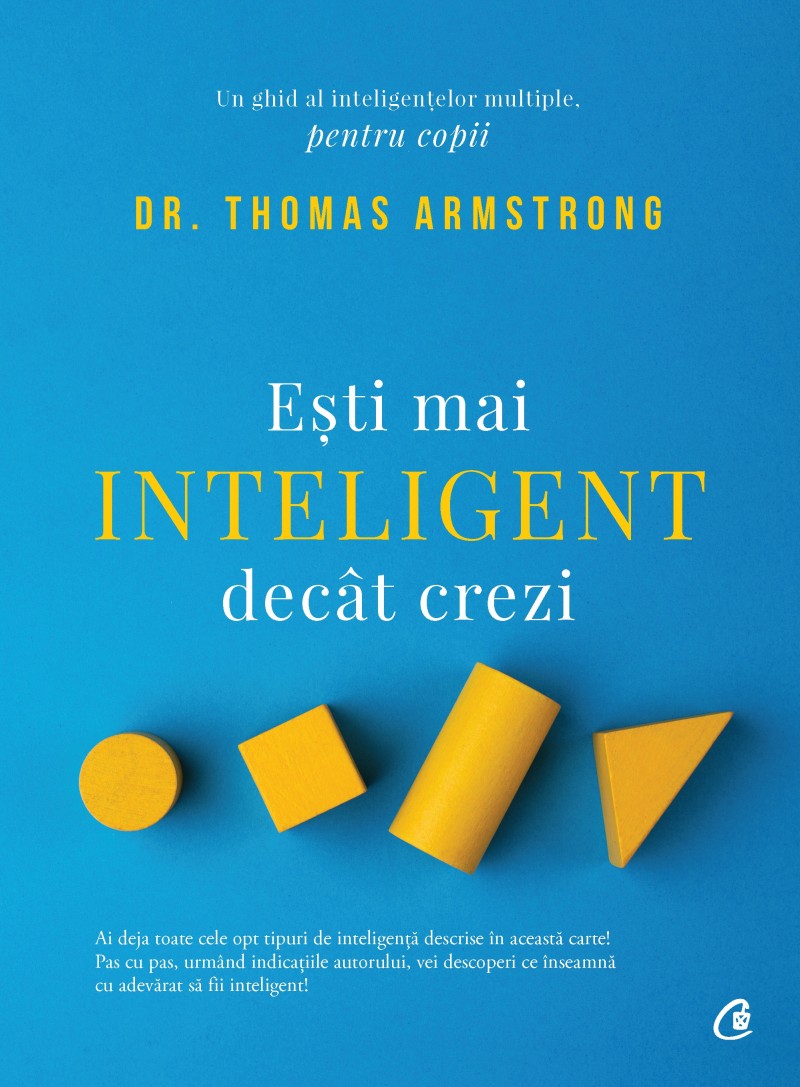 Un ghid al inteligențelor multiple,
pentru copii
DR. THOMAS ARMSTRONG
Ești mai
INTELIGENT
decât crezi
Ai deja toate cele opt tipuri de inteligență descrise în această carte!
Pas cu pas, urmând indicațiile autorului, vei descoperi ce înseamnă
cu adevărat să fii inteligent!